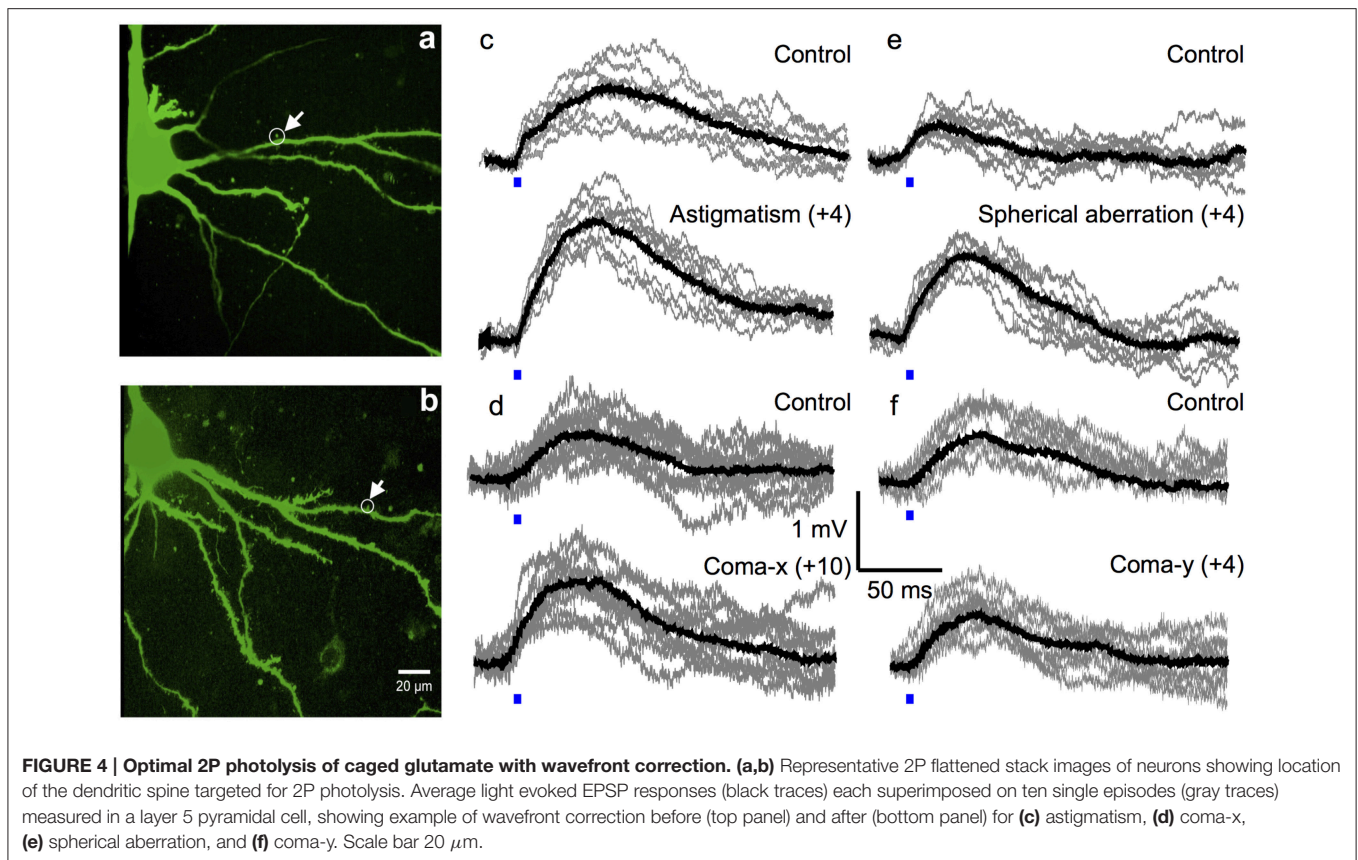 a
b
20 µm
c
Control
Astigmatism (+4)
d
Control
Coma-x (+10)
e
Control
Spherical aberration (+4)
f
Control
1 mV
50 ms
Coma-y (+4)
FIGURE 4 | Optimal 2P photolysis of caged glutamate with wavefront correction. (a,b) Representative 2P flattened stack images of neurons showing location
of the dendritic spine targeted for 2P photolysis. Average light evoked EPSP responses (black traces) each superimposed on ten single episodes (gray traces)
measured in a layer 5 pyramidal cell, showing example of wavefront correction before (top panel) and after (bottom panel) for (c) astigmatism, (d) coma-x,
(e) spherical aberration, and (f) coma-y. Scale bar 20 µm.